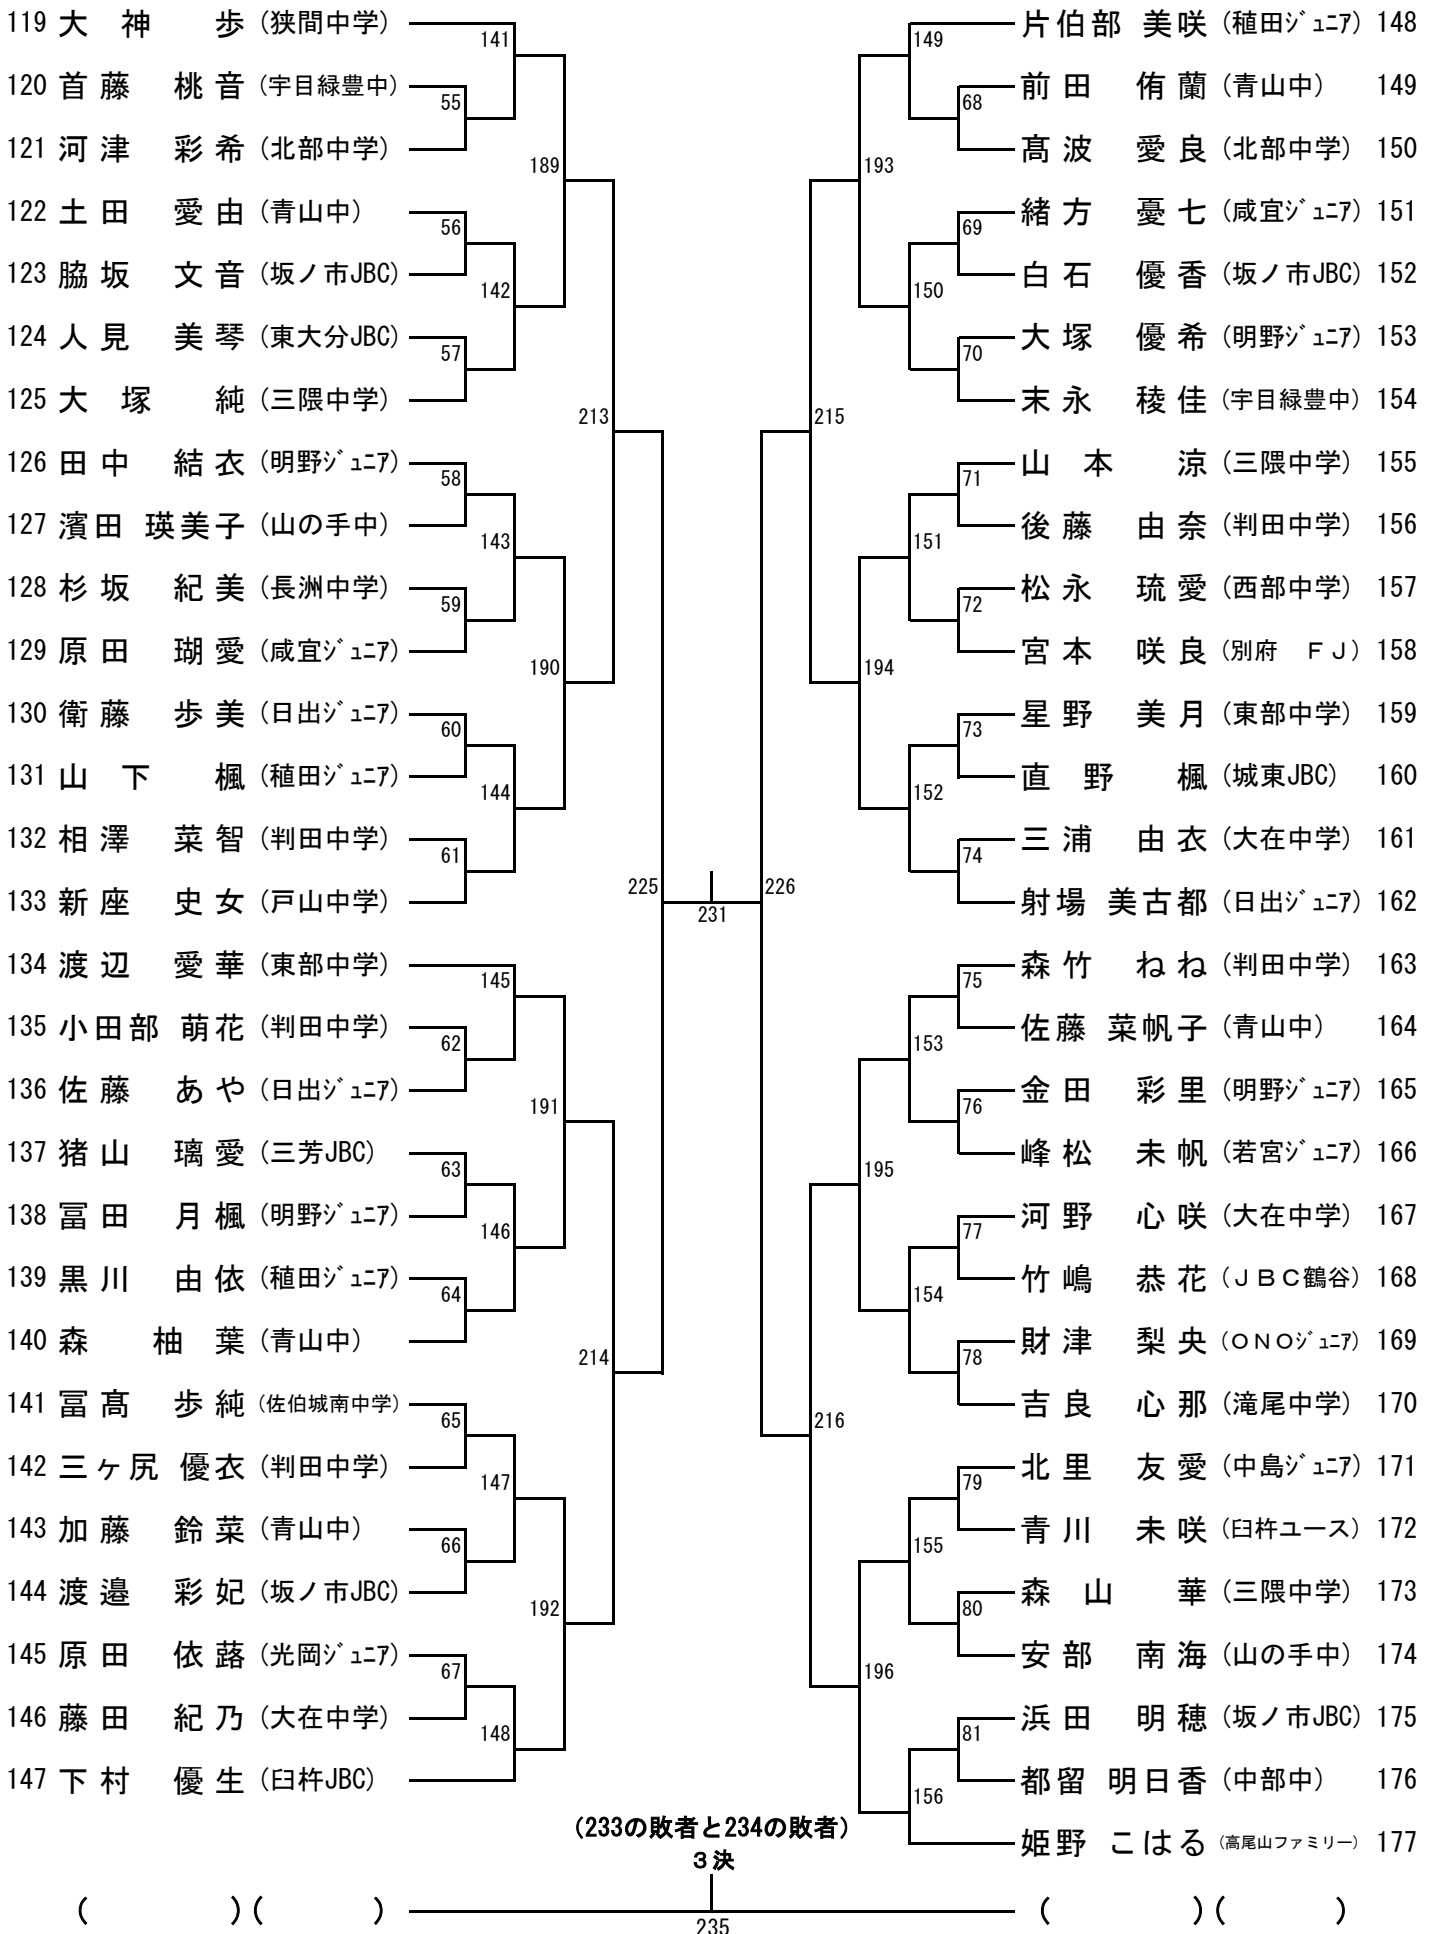 119 大神 歩 (狭間中学)
120 首藤 桃音 (宇目緑豊中)
121 河津 彩希 (北部中学)
122 土田 愛由 (青山中)
123 脇坂 文音 (坂ノ市JBC)
124 人見 美琴 (東大分JBC)
125 大塚 純 (三隈中学)
126 田中 結衣 (明野ｼﾞｭﾆｱ)
127 濱田 瑛美子 (山の手中)
128 杉坂 紀美 (長洲中学)
129 原田 瑚愛 (咸宜ｼﾞｭﾆｱ)
130 衛藤 歩美 (日出ｼﾞｭﾆｱ)
131 山下 楓 (稙田ｼﾞｭﾆｱ)
132 相澤 菜智 (判田中学)
133 新座 史女 (戸山中学)
134 渡辺 愛華 (東部中学)
135 小田部 萌花 (判田中学)
136 佐藤 あや (日出ｼﾞｭﾆｱ)
137 猪山 璃愛 (三芳JBC)
138 冨田 月楓 (明野ｼﾞｭﾆｱ)
139 黒川 由依 (稙田ｼﾞｭﾆｱ)
140 森 柚葉 (青山中)
141 冨髙 歩純 (佐伯城南中学)
142 三ヶ尻 優衣 (判田中学)
143 加藤 鈴菜 (青山中)
144 渡邉 彩妃 (坂ノ市JBC)
145 原田 依蕗 (光岡ｼﾞｭﾆｱ)
146 藤田 紀乃 (大在中学)
147 下村 優生 (臼杵JBC)
141
55
189
56
142
57
213
58
143
59
190
60
144
61
225
145
62
191
63
146
64
214
65
147
66
192
67
148
231
149
68
193
69
150
70
215
71
151
72
194
73
152
74
226
75
153
76
195
77
154
78
216
79
155
80
196
81
156
片伯部 美咲 (稙田ｼﾞｭﾆｱ) 148
前田 侑蘭 (青山中) 149
髙波 愛良 (北部中学) 150
緒方 憂七 (咸宜ｼﾞｭﾆｱ) 151
白石 優香 (坂ノ市JBC) 152
大塚 優希 (明野ｼﾞｭﾆｱ) 153
末永 稜佳 (宇目緑豊中) 154
山本 涼 (三隈中学) 155
後藤 由奈 (判田中学) 156
松永 琉愛 (西部中学) 157
宮本 咲良 (別府 ＦＪ) 158
星野 美月 (東部中学) 159
直野 楓 (城東JBC) 160
三浦 由衣 (大在中学) 161
射場 美古都 (日出ｼﾞｭﾆｱ) 162
森竹 ねね (判田中学) 163
佐藤 菜帆子 (青山中) 164
金田 彩里 (明野ｼﾞｭﾆｱ) 165
峰松 未帆 (若宮ｼﾞｭﾆｱ) 166
河野 心咲 (大在中学) 167
竹嶋 恭花 (ＪＢＣ鶴谷) 168
財津 梨央 (ＯＮＯｼﾞｭﾆｱ) 169
吉良 心那 (滝尾中学) 170
北里 友愛 (中島ｼﾞｭﾆｱ) 171
青川 未咲 (臼杵ユース) 172
森山 華 (三隈中学) 173
安部 南海 (山の手中) 174
浜田 明穂 (坂ノ市JBC) 175
都留 明日香 (中部中) 176
姫野 こはる (高尾山ファミリー) 177
(233の敗者と234の敗者)
３決
( ) ( ) ( ) ( )
235